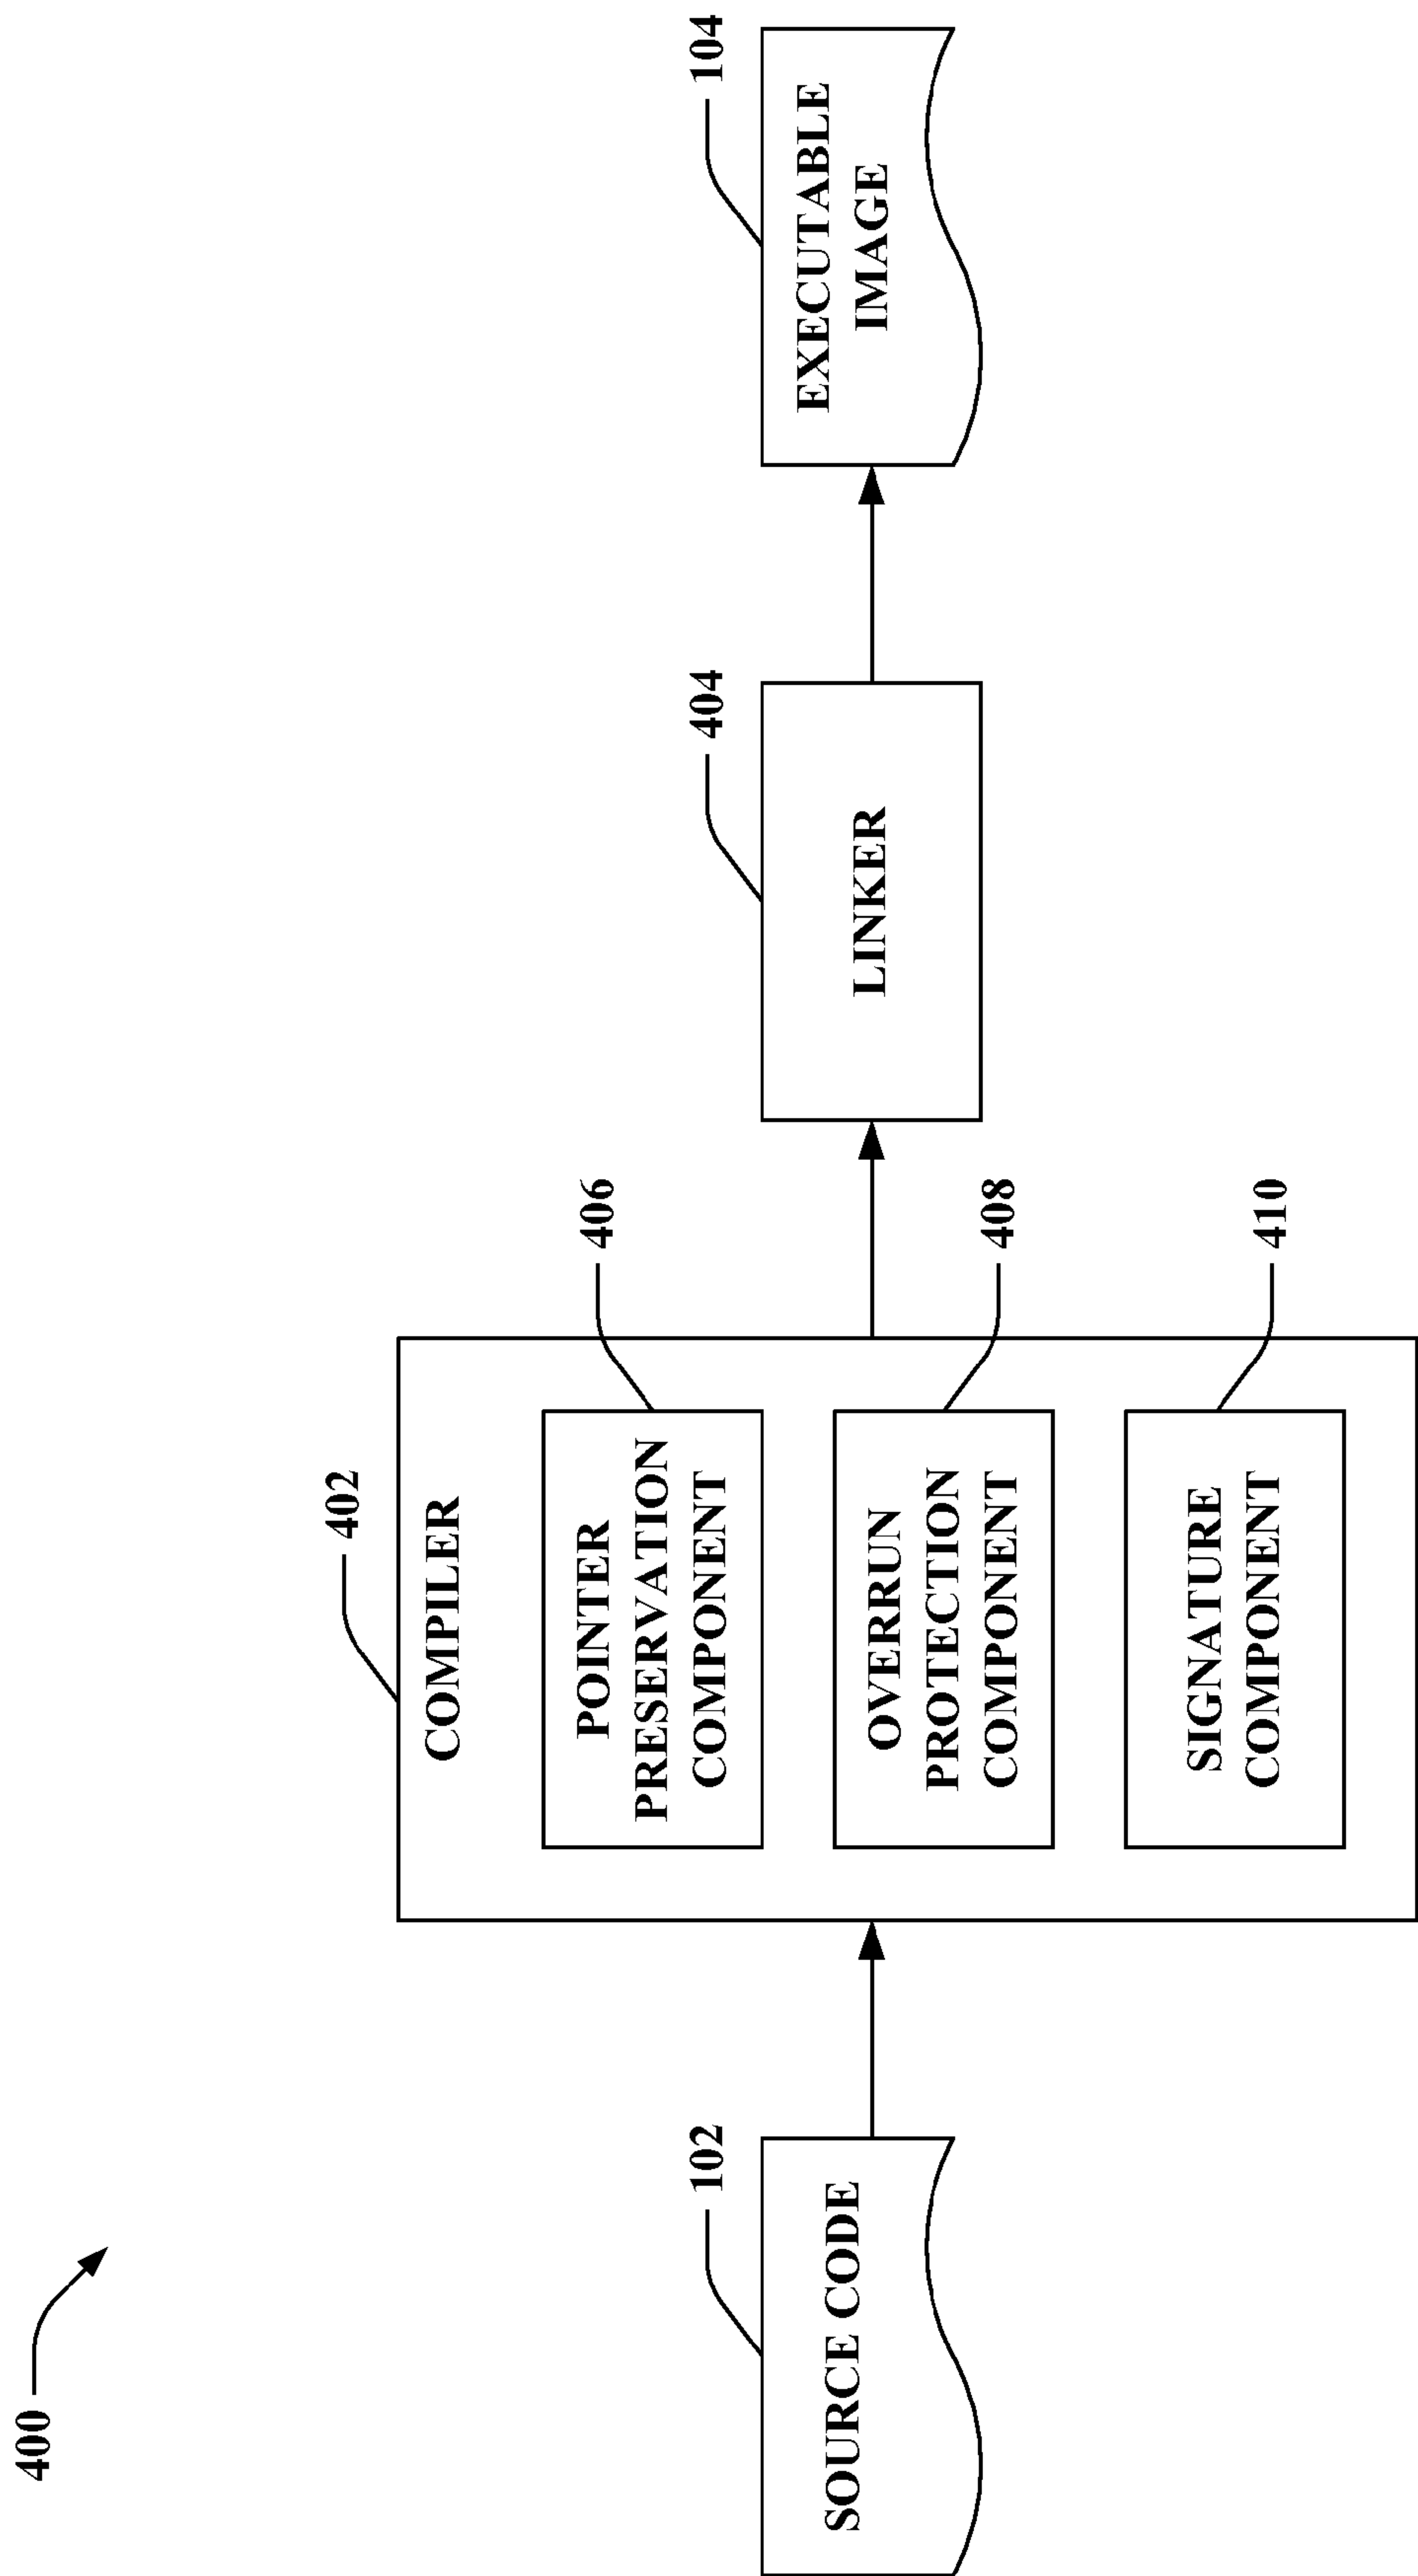 400
402
COMPILER
102
SOURCE CODE
POINTER
PRESERVATION
COMPONENT
406
OVERRUN
PROTECTION
COMPONENT
408
SIGNATURE
COMPONENT
410
404
LINKER
104
EXECUTABLE
IMAGE